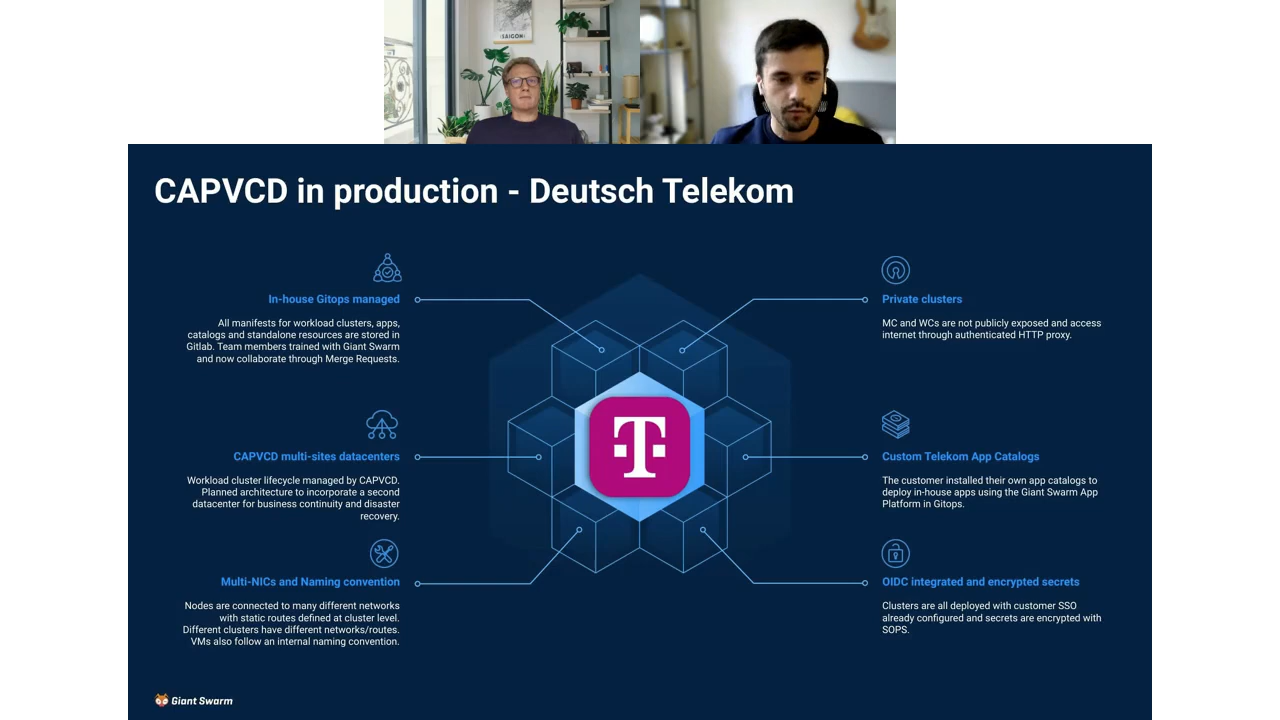 SAIGON
CAPVCD in production - Deutsch Telekom
In-house Gitops managed
All manifests for workload clusters, apps,
catalogs and standalone resources are stored in
Gitlab. Team members trained with Giant Swarm
and now collaborate through Merge Requests.
CAPVCD multi-sites datacenters
Workload cluster lifecycle managed by CAPVCD.
Planned architecture to incorporate a second
datacenter for business continuity and disaster
recovery.
Multi-NICs and Naming convention
Nodes are connected to many different networks
with static routes defined at cluster level.
Different clusters have different networks/routes.
VMs also follow an internal naming convention.
T
Private clusters
MC and WCs are not publicly exposed and access
internet through authenticated HTTP proxy.
Custom Telekom App Catalogs
The customer installed their own app catalogs to
deploy in-house apps using the Giant Swarm App
Platform in Gitops.
OIDC integrated and encrypted secrets
Clusters are all deployed with customer SSO
already configured and secrets are encrypted with
SOPS.
Giant Swarm